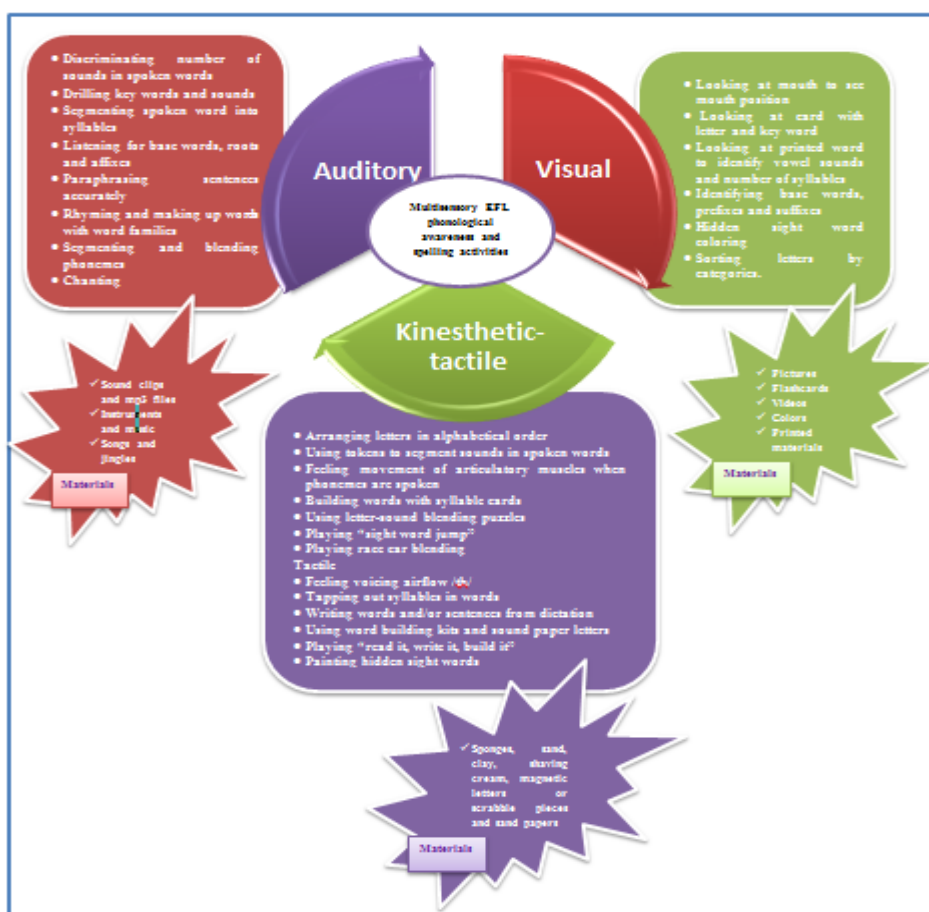 • Discriminating number of
sounds in spoken words
• Drilling key words and sounds
• Segmenting spoken word into
syllables
• Listening for base words, roots
and affixes
• Paraphrasing sentences
accurately
• Rhyming and making up words
with word families
• Segmenting and blending
phonemes
• Chanting
Auditory
Visual
Multisensory EFL
phonological
awareness and
spelling activities
• Looking at mouth to see
mouth position
• Looking at card with
letter and key word
• Looking at printed word
to identify vowel sounds
and number of syllables
• Identifying base words,
prefixes and suffixes
• Hidden sight word
coloring
• Sorting letters by
categories.
Kinesthetic-
tactile
✓ Sound clips
and mp3 files
✓ Instruments
and music
✓ Songs and
jingles
Materials
✓ Pictures
✓ Flashcards
✓ Videos
✓ Colors
✓ Printed
materials
Materials
• Arranging letters in alphabetical order
• Using tokens to segment sounds in spoken words
• Feeling movement of articulatory muscles when
phonemes are spoken
• Building words with syllable cards
• Using letter-sound blending puzzles
• Playing “sight word jump”
• Playing race car blending
Tactile
• Feeling voicing airflow /th/
• Tapping out syllables in words
• Writing words and/or sentences from dictation
• Using word building kits and sound paper letters
• Playing “read it, write it, build it”
• Painting hidden sight words
✓ Sponges, sand,
clay, shaving
cream, magnetic
letters or
scrabble pieces
and sand papers
Materials